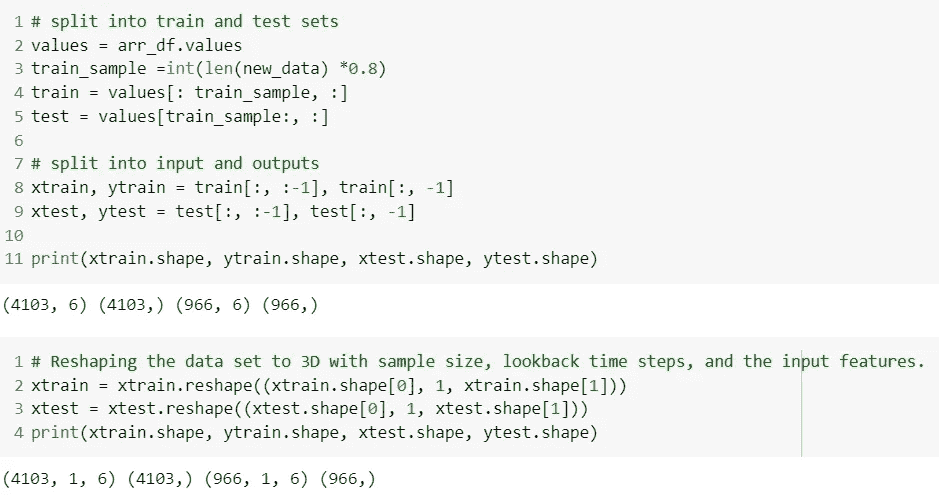 1 # split into train and test sets
2 values = arr_df.values
3 train_sample =int(len(new_data) *0.8)
4 train = values[: train_sample, :]
5 test = values[train_sample:, :]
6
7 # split into input and outputs
8 xtrain, ytrain = train[:, :-1], train[:, -1]
9 xtest, ytest = test[:, :-1], test[:, -1]
10
11 print(xtrain.shape, ytrain.shape, xtest.shape, ytest.shape)
(4103, 6) (4103,) (966, 6) (966,)
1 # Reshaping the data set to 3D with sample size, lookback time steps, and the input features.
2 xtrain = xtrain.reshape((xtrain.shape[0], 1, xtrain.shape[1]))
3 xtest = xtest.reshape((xtest.shape[0], 1, xtest.shape[1]))
4 print(xtrain.shape, ytrain.shape, xtest.shape, ytest.shape)
(4103, 1, 6) (4103,) (966, 1, 6) (966,)